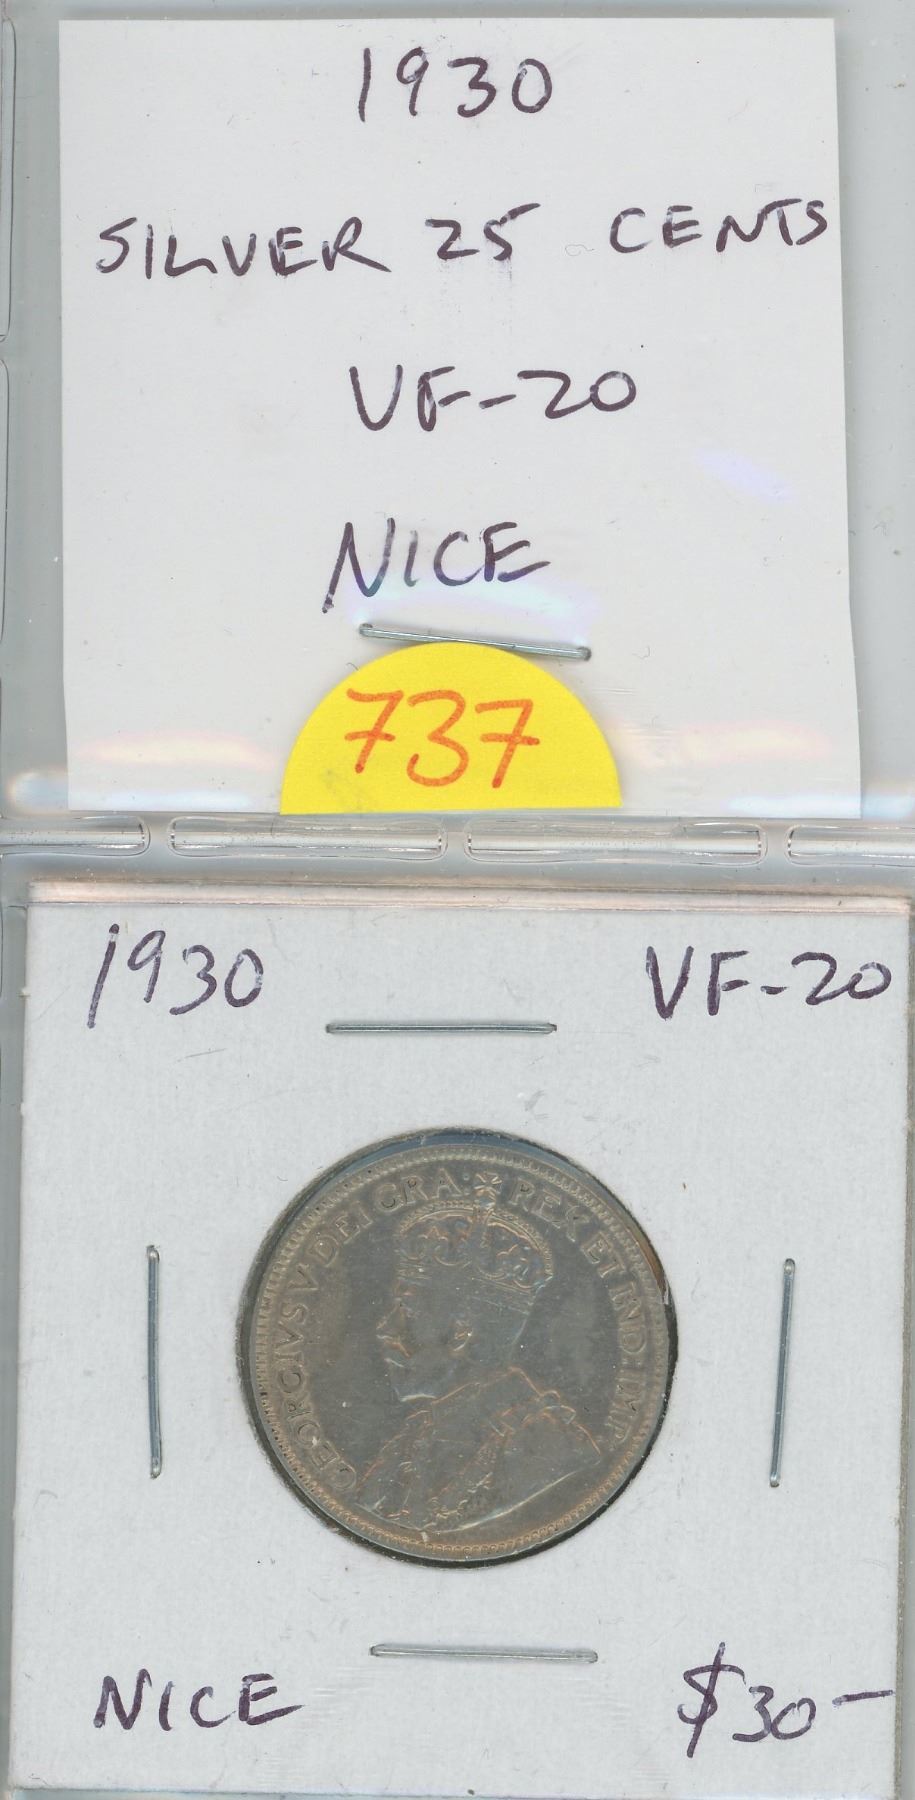 1930
SILVER 25 CENTS
VF-20
NICE
737
1930 VF-20
GEORGIVS V DEI GRA: REX ET IND: IMP:
NICE $30-